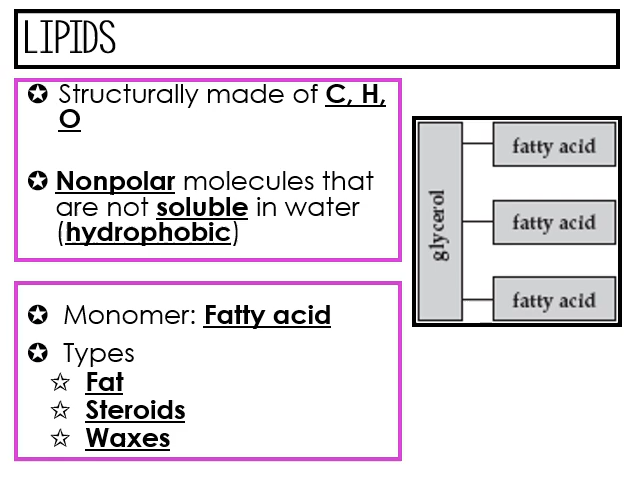 LIPIDS
✪ Structurally made of C, H,
O
✪ Nonpolar molecules that
are not soluble in water
(hydrophobic)
✪ Monomer: Fatty acid
✪ Types
☆ Fat
☆ Steroids
☆ Waxes
glycerol
fatty acid
fatty acid
fatty acid